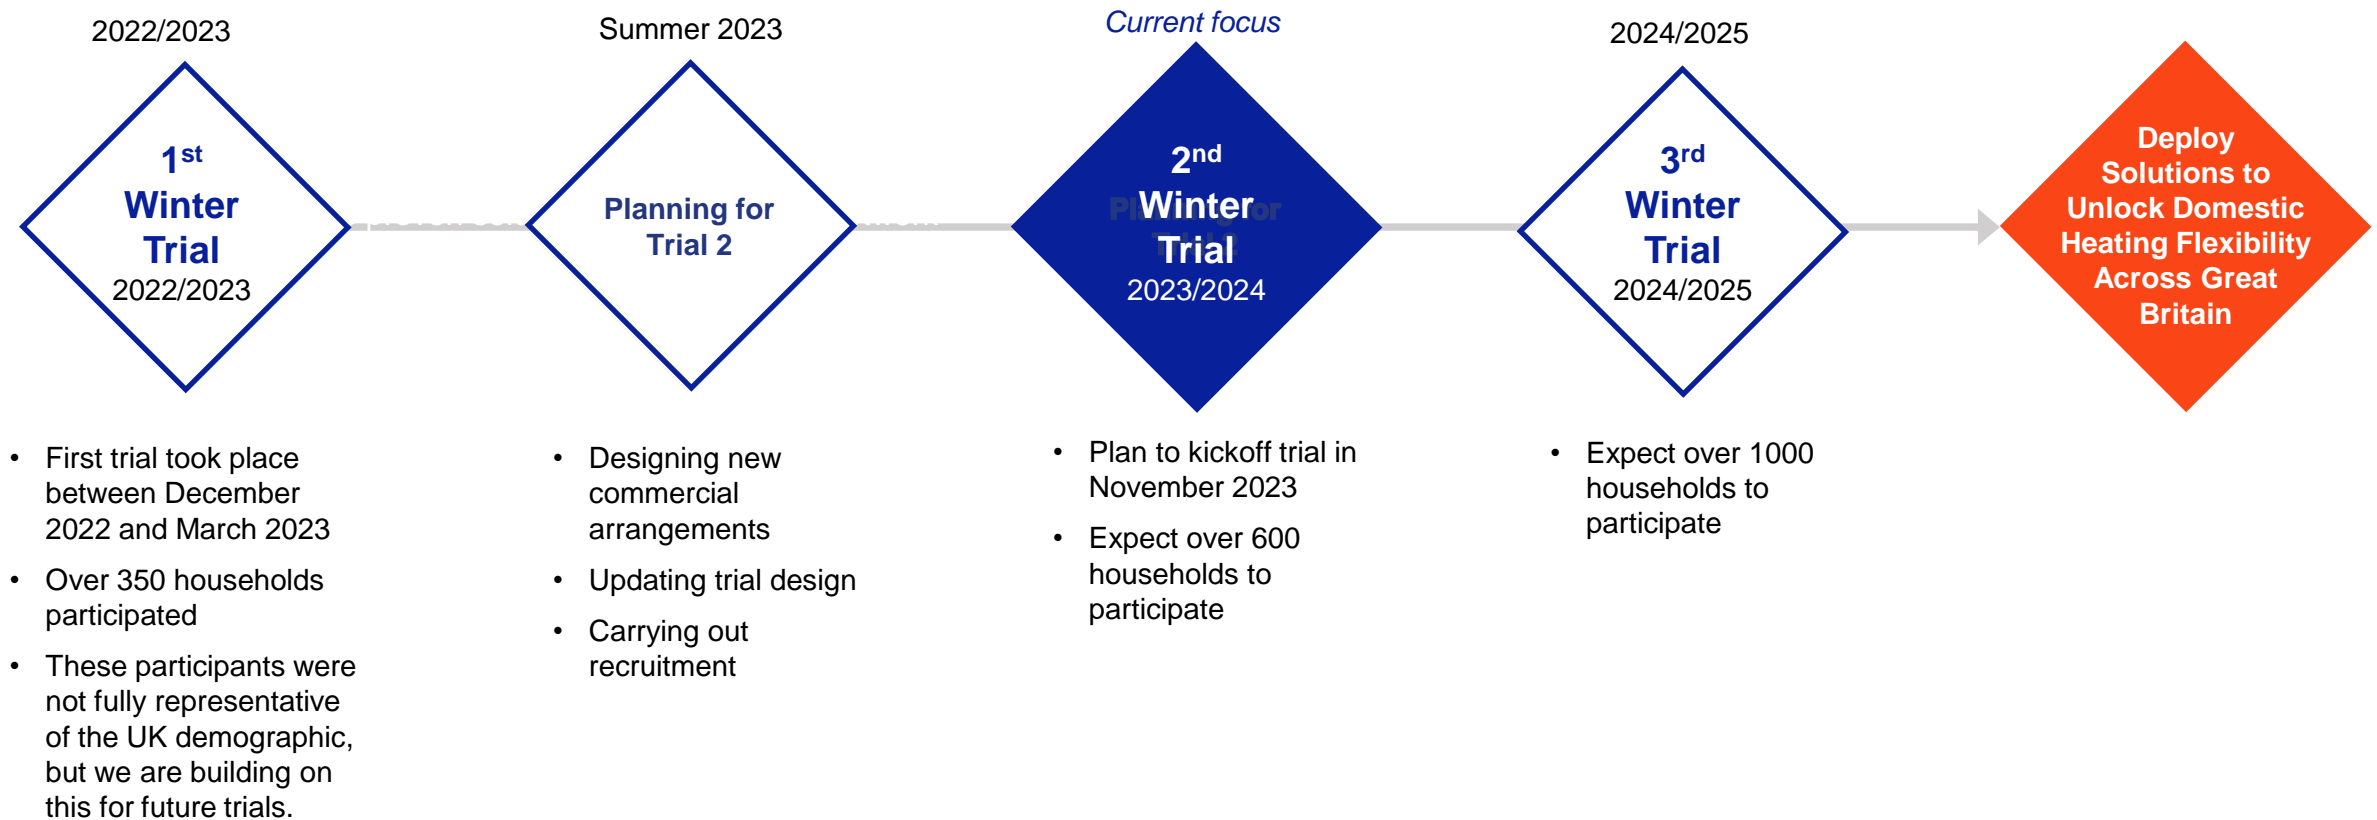 2022/2023
1st
Winter
Trial
2022/2023
• First trial took place
between December
2022 and March 2023
• Over 350 households
participated
• These participants were
not fully representative
of the UK demographic,
but we are building on
this for future trials.
Summer 2023
Planning for
Trial 2
• Designing new
commercial
arrangements
• Updating trial design
• Carrying out
recruitment
Current focus
2nd
Winter
Trial
2023/2024
Planning for
Trial 2
• Plan to kickoff trial in
November 2023
• Expect over 600
households to
participate
2024/2025
3rd
Winter
Trial
2024/2025
• Expect over 1000
households to
participate
Deploy
Solutions to
Unlock Domestic
Heating Flexibility
Across Great
Britain